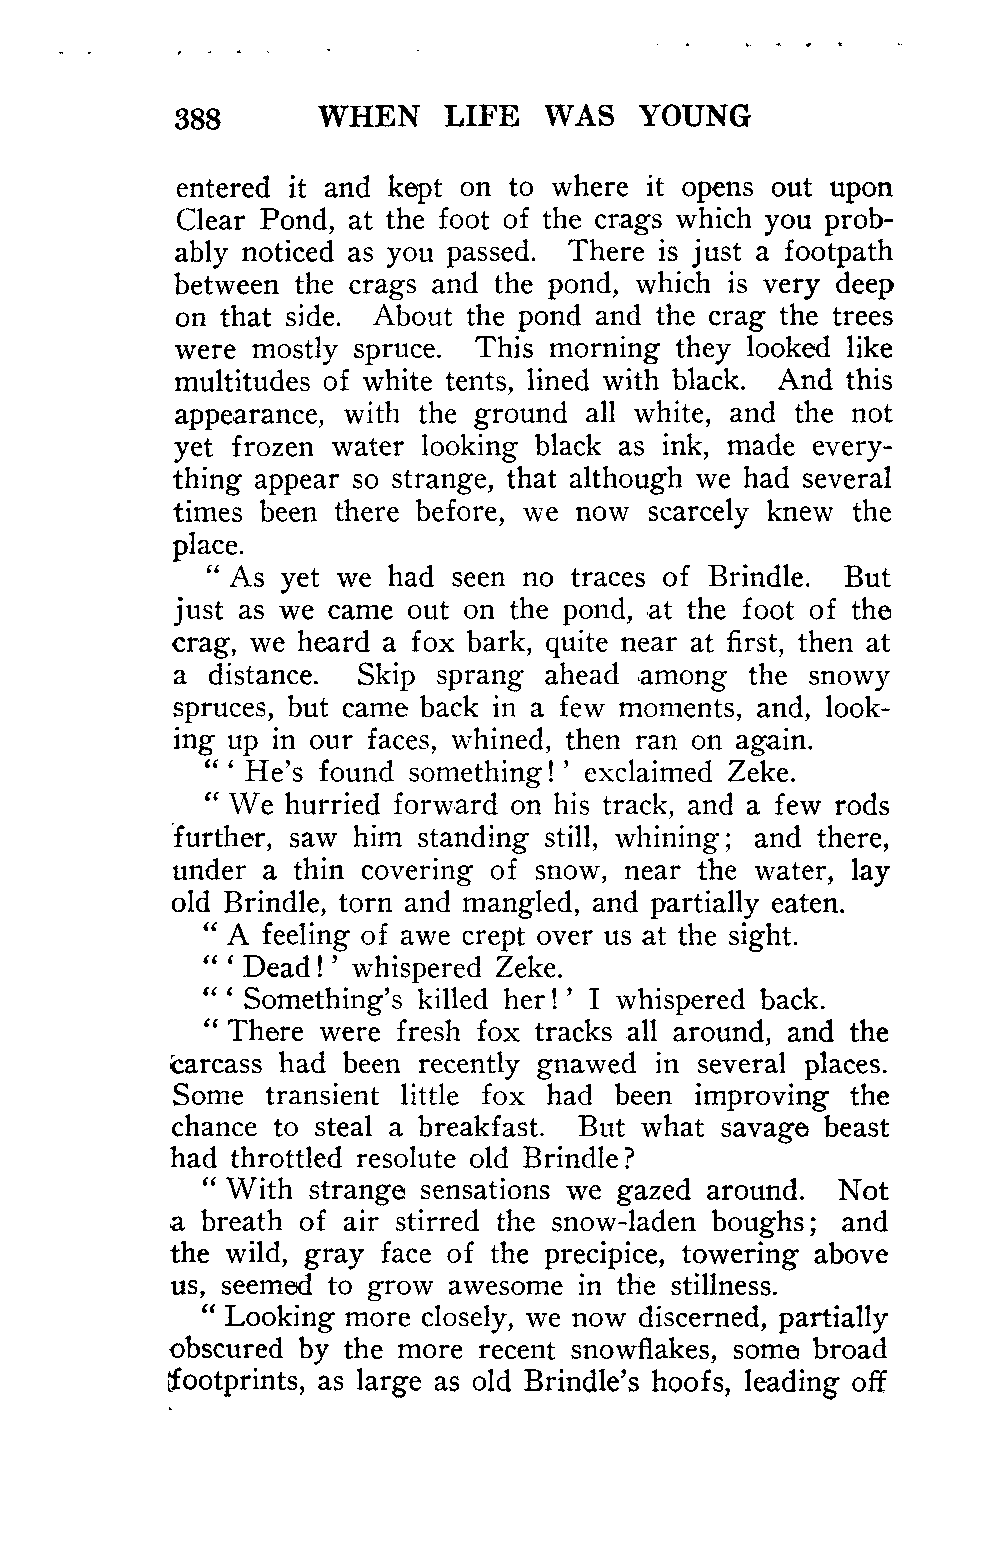 388 WHEN LIFE WAS YOUNG
entered it and kept on to where it opens out upon
Clear Pond, at the foot of the crags which you prob-
ably noticed as you passed. There is just a footpath
between the crags and the pond, which is very deep
on that side. About the pond and the crag the trees
were mostly spruce. This morning they looked like
multitudes of white tents, lined with black. And this
appearance, with the ground all white, and the not
yet frozen water looking black as ink, made every-
thing appear so strange, that although we had several
times been there before, we now scarcely knew the
place.
“ As yet we had seen no traces of Brindle. But
just as we came out on the pond, at the foot of the
crag, we heard a fox bark, quite near at first, then at
a distance. Skip sprang ahead among the snowy
spruces, but came back in a few moments, and, look-
ing up in our faces, whined, then ran on again.
“ ‘ He's found something! ’ exclaimed Zeke.
“ We hurried forward on his track, and a few rods
further, saw him standing still, whining; and there,
under a thin covering of snow, near the water, lay
old Brindle, torn and mangled, and partially eaten.
“ A feeling of awe crept over us at the sight.
“ ‘ Dead! ’ whispered Zeke.
“ ‘ Something's killed her! ’ I whispered back.
“ There were fresh fox tracks all around, and the
carcass had been recently gnawed in several places.
Some transient little fox had been improving the
chance to steal a breakfast. But what savage beast
had throttled resolute old Brindle?
“ With strange sensations we gazed around. Not
a breath of air stirred the snow-laden boughs; and
the wild, gray face of the precipice, towering above
us, seemed to grow awesome in the stillness.
“ Looking more closely, we now discerned, partially
obscured by the more recent snowflakes, some broad
footprints, as large as old Brindle's hoofs, leading off